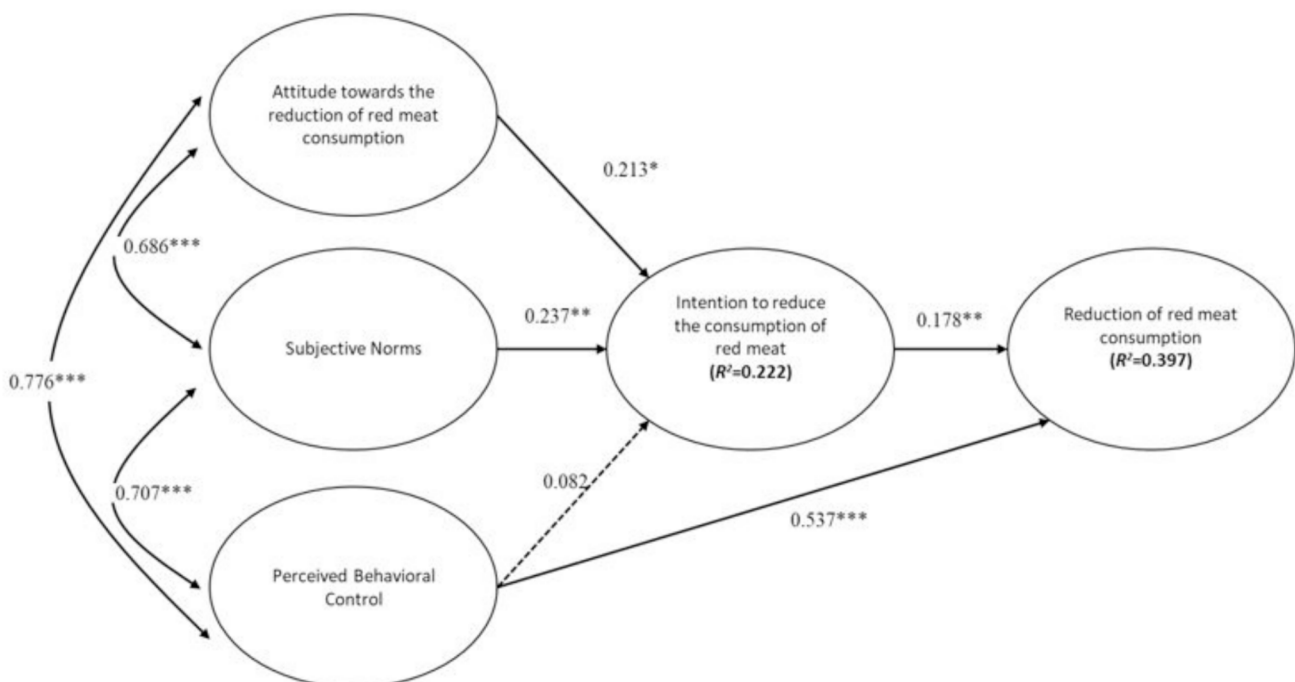 Attitude towards the
reduction of red meat
consumption
0.213*
0.686***
Subjective Norms
0.237**
Intention to reduce
the consumption of
red meat
(R²=0.222)
0.178**
Reduction of red meat
consumption
(R²=0.397)
0.776***
0.707***
0.082
0.537***
Perceived Behavioral
Control